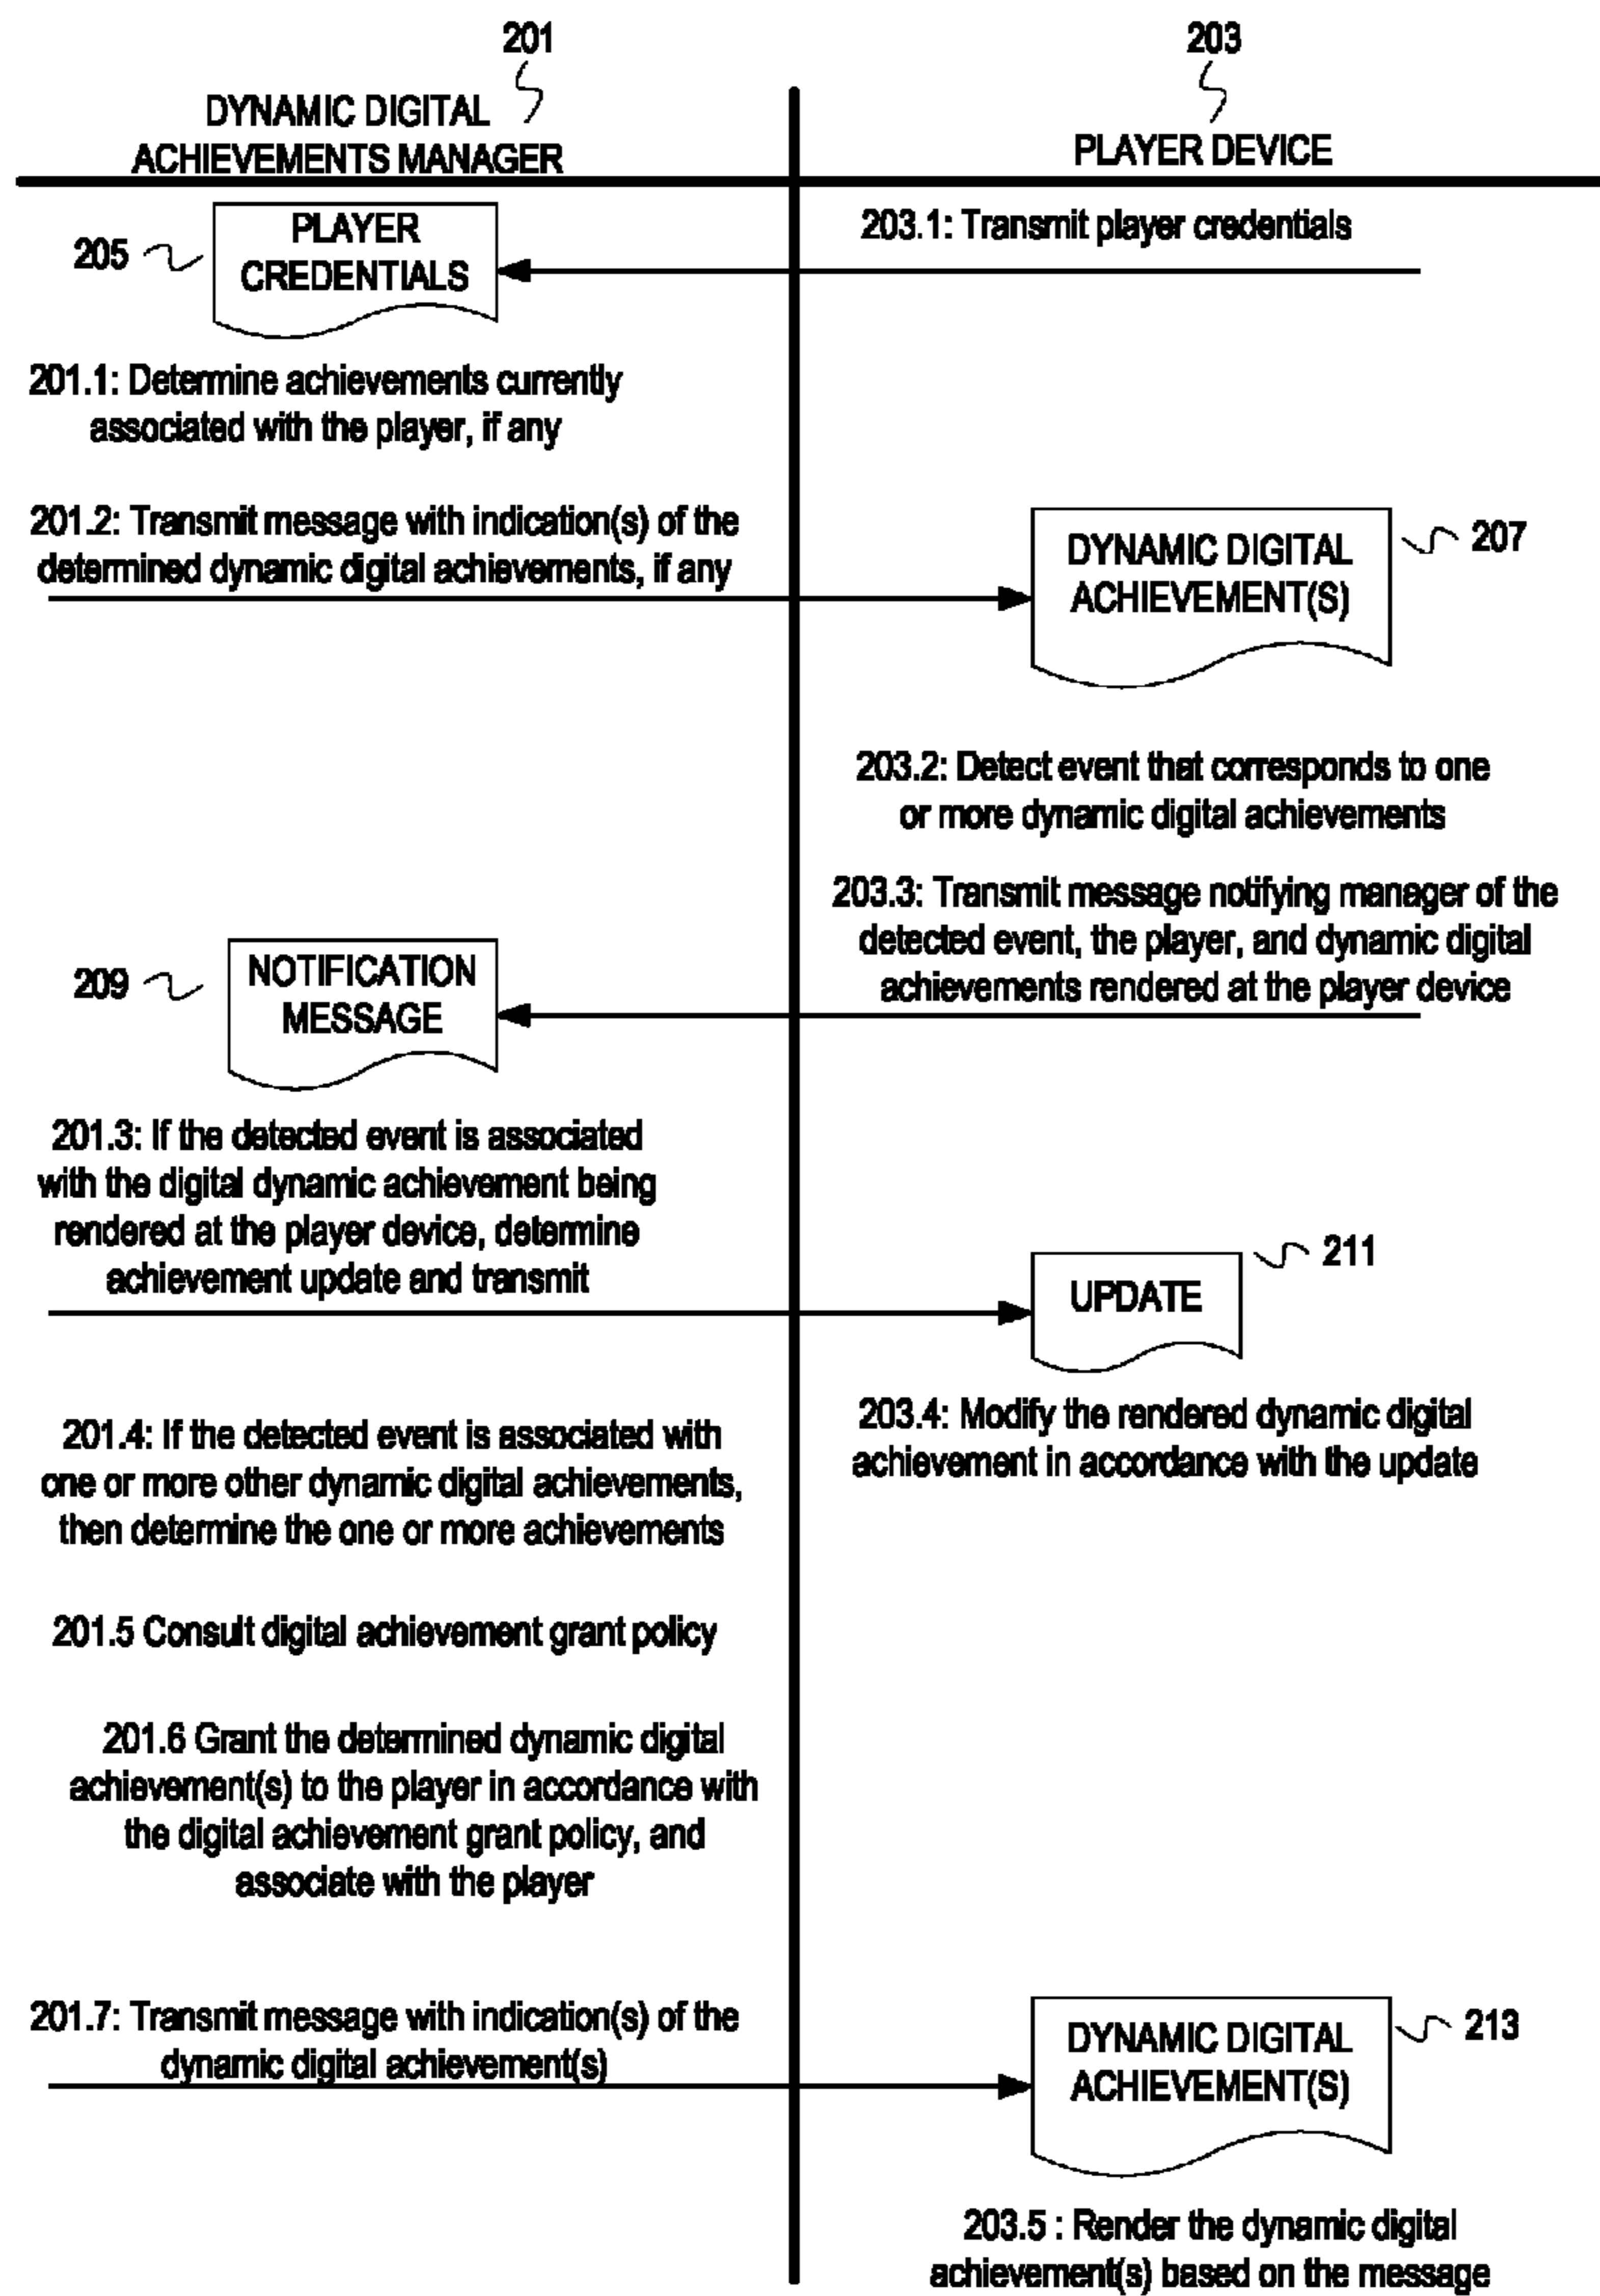 201
DYNAMIC DIGITAL
ACHIEVEMENTS MANAGER
203
PLAYER DEVICE
203.1: Transmit player credentials
205
PLAYER
CREDENTIALS
201.1: Determine achievements currently
associated with the player, if any
201.2: Transmit message with indication(s) of the
determined dynamic digital achievements, if any
DYNAMIC DIGITAL
ACHIEVEMENT(S)
207
203.2: Detect event that corresponds to one
or more dynamic digital achievements
203.3: Transmit message notifying manager of the
detected event, the player, and dynamic digital
achievements rendered at the player device
209
NOTIFICATION
MESSAGE
201.3: If the detected event is associated
with the digital dynamic achievement being
rendered at the player device, determine
achievement update and transmit
UPDATE
211
203.4: Modify the rendered dynamic digital
achievement in accordance with the update
201.4: If the detected event is associated with
one or more other dynamic digital achievements,
then determine the one or more achievements
201.5 Consult digital achievement grant policy
201.6 Grant the determined dynamic digital
achievement(s) to the player in accordance with
the digital achievement grant policy, and
associate with the player
201.7: Transmit message with indication(s) of the
dynamic digital achievement(s)
DYNAMIC DIGITAL
ACHIEVEMENT(S)
213
203.5 : Render the dynamic digital
achievement(s) based on the message